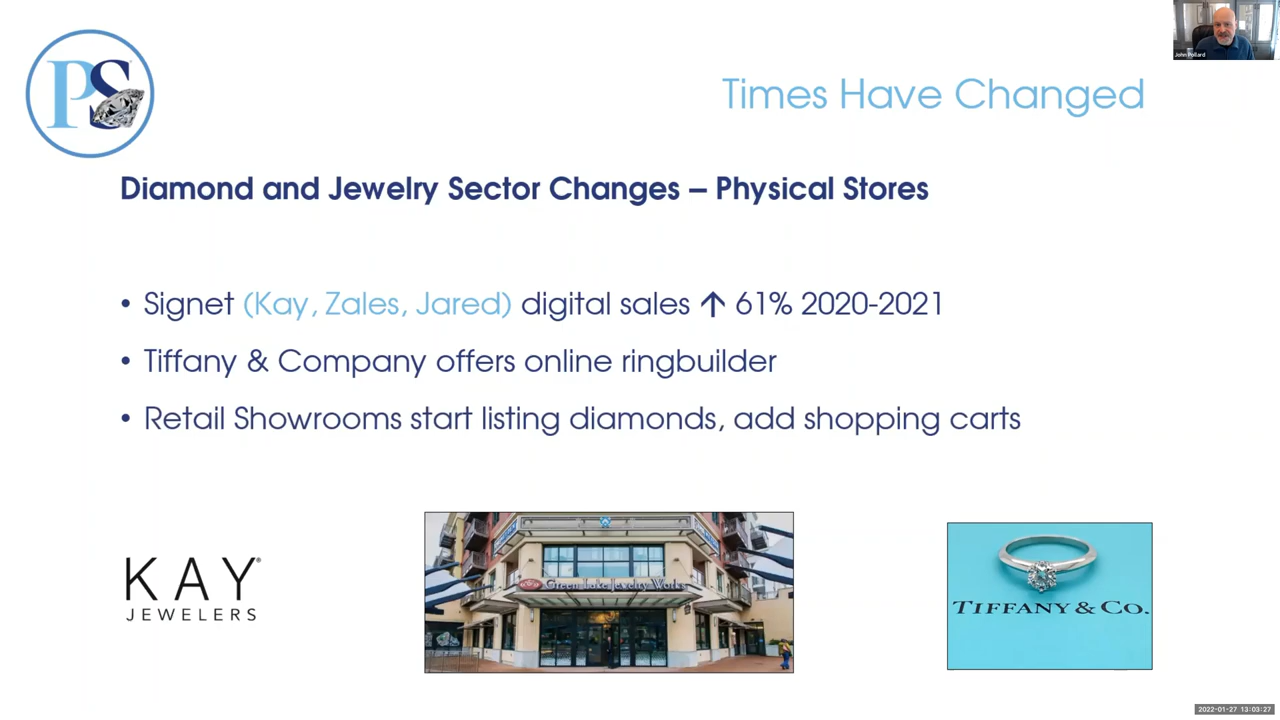 PS
John Pollard
Times Have Changed
Diamond and Jewelry Sector Changes – Physical Stores
• Signet (Kay, Zales, Jared) digital sales ↑ 61% 2020-2021
• Tiffany & Company offers online ringbuilder
• Retail Showrooms start listing diamonds, add shopping carts
KAY®
JEWELERS
Green Lake Jewelry Works
TIFFANY & CO.
2022-01-27 13:03:27